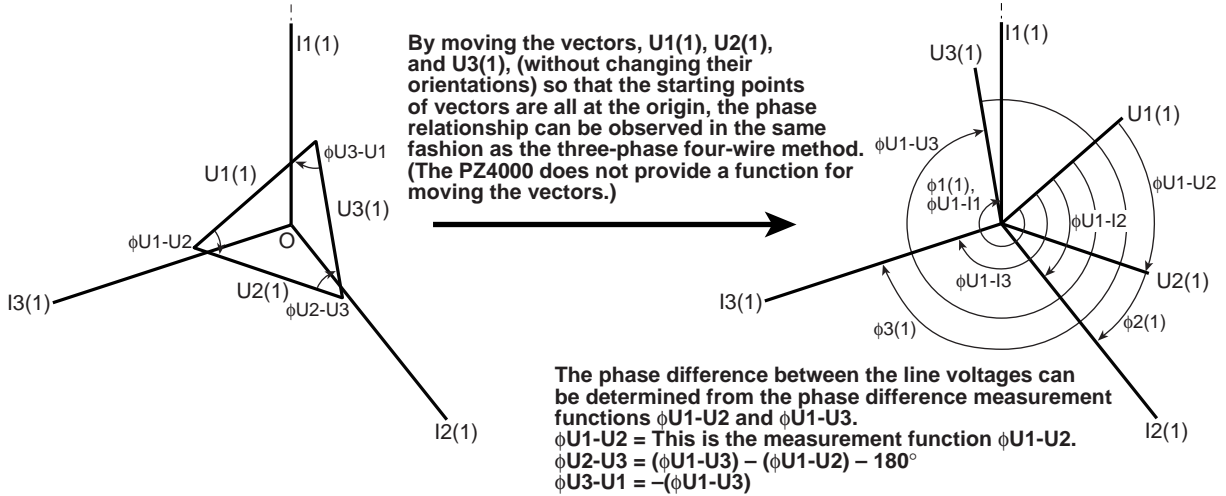 I1(1)
ϕU3-U1
U1(1)
U3(1)
ϕU1-U2
O
U2(1)
ϕU2-U3
I3(1)
I2(1)
By moving the vectors, U1(1), U2(1),
and U3(1), (without changing their
orientations) so that the starting points
of vectors are all at the origin, the phase
relationship can be observed in the same
fashion as the three-phase four-wire method.
(The PZ4000 does not provide a function for
moving the vectors.)
I1(1)
U3(1)
U1(1)
ϕU1-U3
ϕ1(1),
ϕU1-I1
ϕU1-U2
ϕU1-I2
ϕU1-I3
U2(1)
I3(1)
ϕ3(1)
ϕ2(1)
I2(1)
The phase difference between the line voltages can
be determined from the phase difference measurement
functions ϕU1-U2 and ϕU1-U3.
ϕU1-U2 = This is the measurement function ϕU1-U2.
ϕU2-U3 = (ϕU1-U3) – (ϕU1-U2) – 180°
ϕU3-U1 = –(ϕU1-U3)